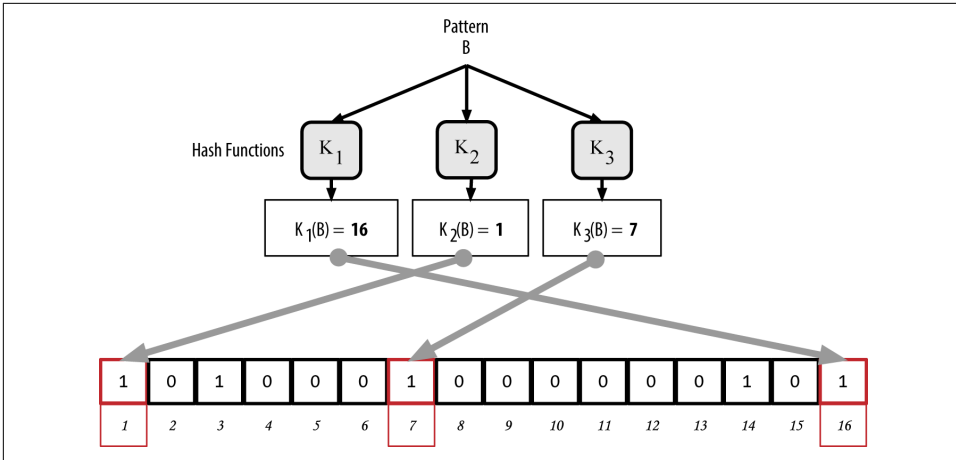 Pattern
B
Hash Functions
K1 K2 K3
K1(B) = 16 K2(B) = 1 K3(B) = 7
1 0 1 0 0 0 1 0 0 0 0 0 0 1 0 1
1 2 3 4 5 6 7 8 9 10 11 12 13 14 15 16